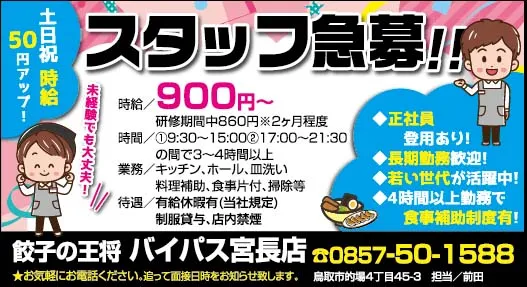 スタッフ急募!!
土日祝 時給
50円アップ!
未経験でも大丈夫!
時給/900円〜
研修期間中860円※2ヶ月程度
時間/①9:30〜15:00②17:00〜21:30
の間で3〜4時間以上
業務/キッチン、ホール、皿洗い
料理補助、食事片付、掃除等
待遇/有給休暇有(当社規定)
制服貸与、店内禁煙
◆正社員
登用あり!
◆長期勤務歓迎!
◆若い世代が活躍中!
◆4時間以上勤務で
食事補助制度有!
餃子の王将 バイパス宮長店 ☎0857-50-1588
★お気軽にお電話ください。追って面接日時をお知らせ致します。 鳥取市的場4丁目45-3 担当/前田